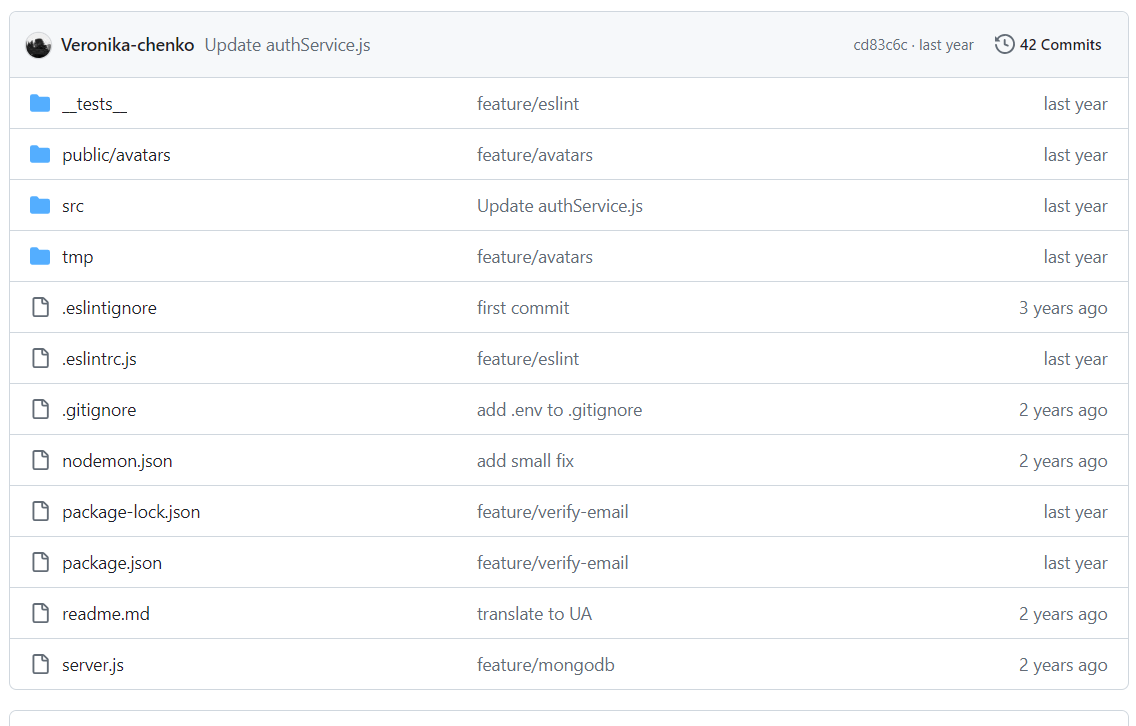 Veronika-chenko Update authService.js cd83c6c · last year 42 Commits
__tests__ feature/eslint last year
public/avatars feature/avatars last year
src Update authService.js last year
tmp feature/avatars last year
.eslintignore first commit 3 years ago
.eslintrc.js feature/eslint last year
.gitignore add .env to .gitignore 2 years ago
nodemon.json add small fix 2 years ago
package-lock.json feature/verify-email last year
package.json feature/verify-email last year
readme.md translate to UA 2 years ago
server.js feature/mongodb 2 years ago